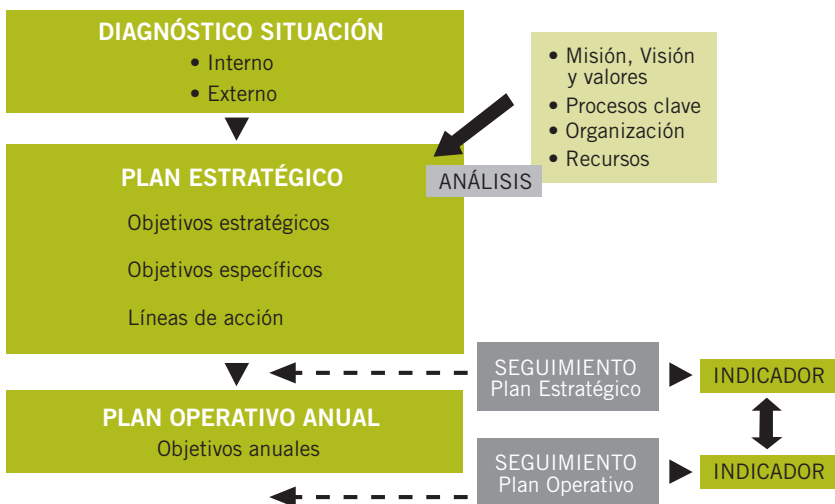 DIAGNÓSTICO SITUACIÓN
• Interno
• Externo
• Misión, Visión
y valores
• Procesos clave
• Organización
• Recursos
ANÁLISIS
PLAN ESTRATÉGICO
Objetivos estratégicos
Objetivos específicos
Líneas de acción
SEGUIMIENTO
Plan Estratégico
INDICADOR
PLAN OPERATIVO ANUAL
Objetivos anuales
SEGUIMIENTO
Plan Operativo
INDICADOR